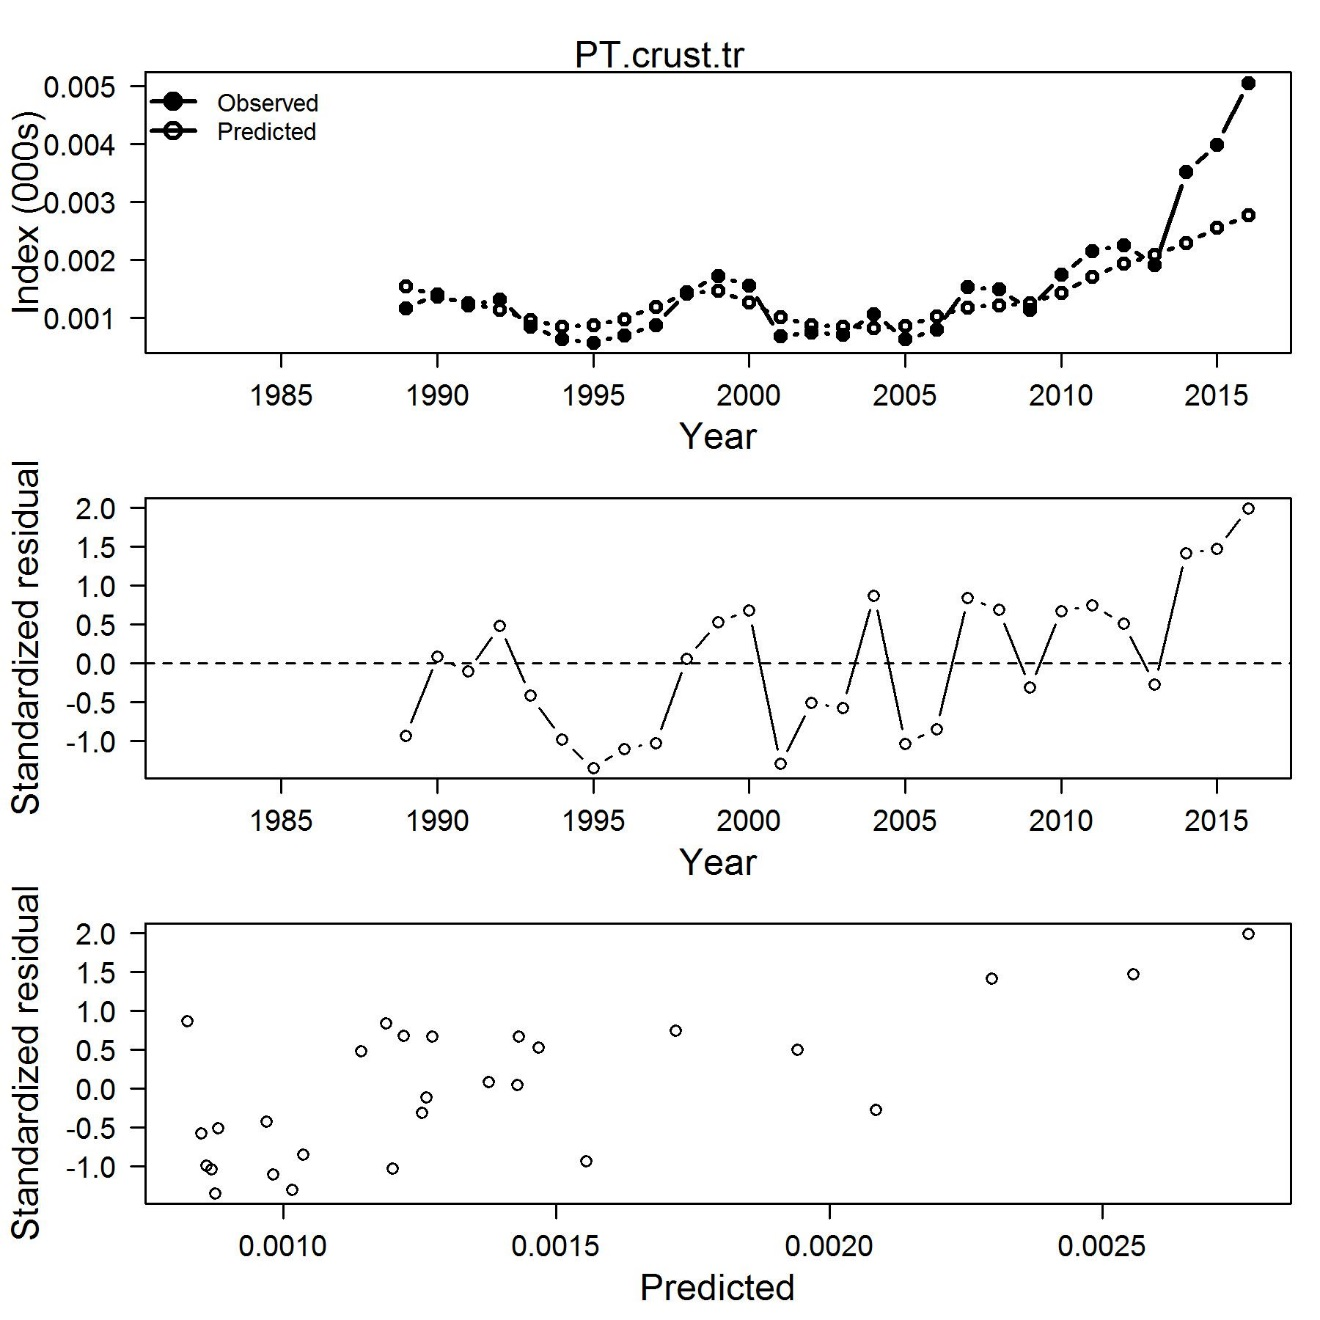 PT.crust.tr
Index (000s)
0.005
0.004
0.003
0.002
0.001
Observed
Predicted
1985 1990 1995 2000 2005 2010 2015
Year
Standardized residual
2.0
1.5
1.0
0.5
0.0
-0.5
-1.0
1985 1990 1995 2000 2005 2010 2015
Year
Standardized residual
2.0
1.5
1.0
0.5
0.0
-0.5
-1.0
0.0010 0.0015 0.0020 0.0025
Predicted